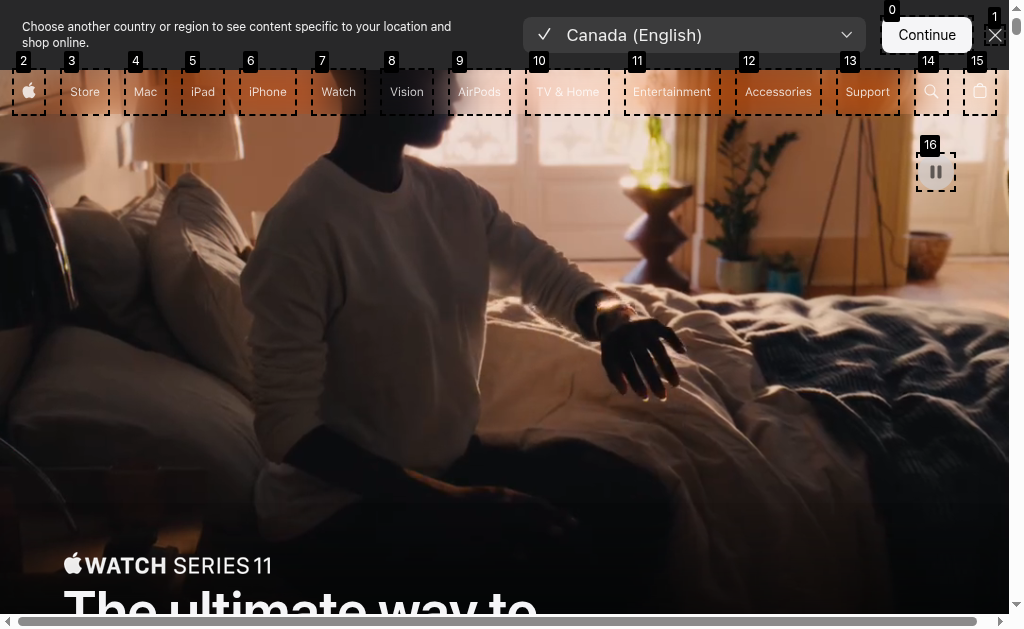 Choose another country or region to see content specific to your location and
shop online.
Canada (English)
Continue
0
1
2
3
4
5
6
7
8
9
10
11
12
13
14
15
Store
Mac
iPad
iPhone
Watch
Vision
AirPods
TV & Home
Entertainment
Accessories
Support
16
WATCH SERIES 11
The ultimate way to